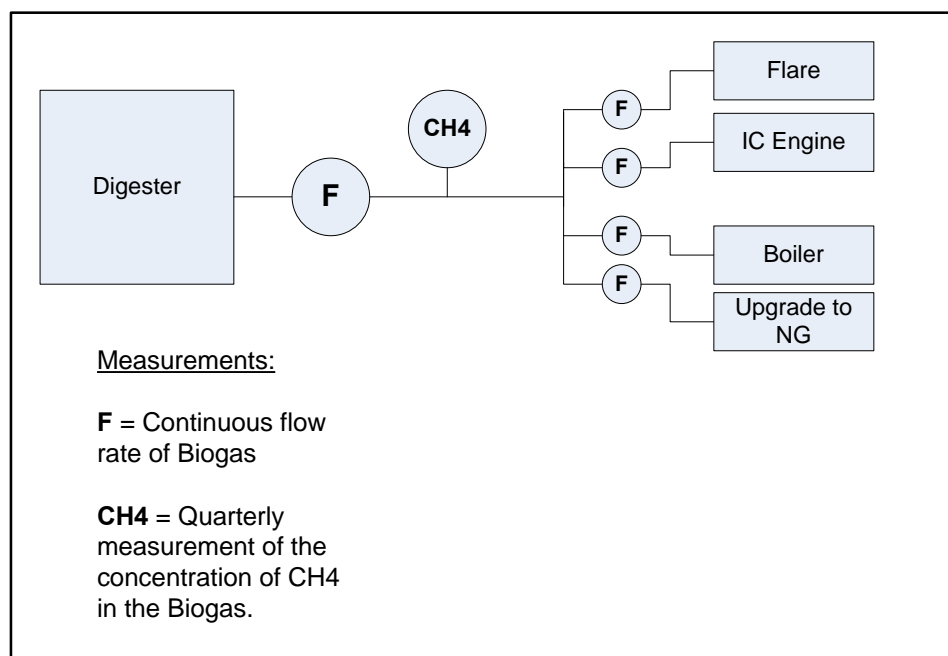 Digester
F
CH4
F
Flare
F
IC Engine
F
Boiler
F
Upgrade to
NG
Measurements:
F = Continuous flow
rate of Biogas
CH4 = Quarterly
measurement of the
concentration of CH4
in the Biogas.